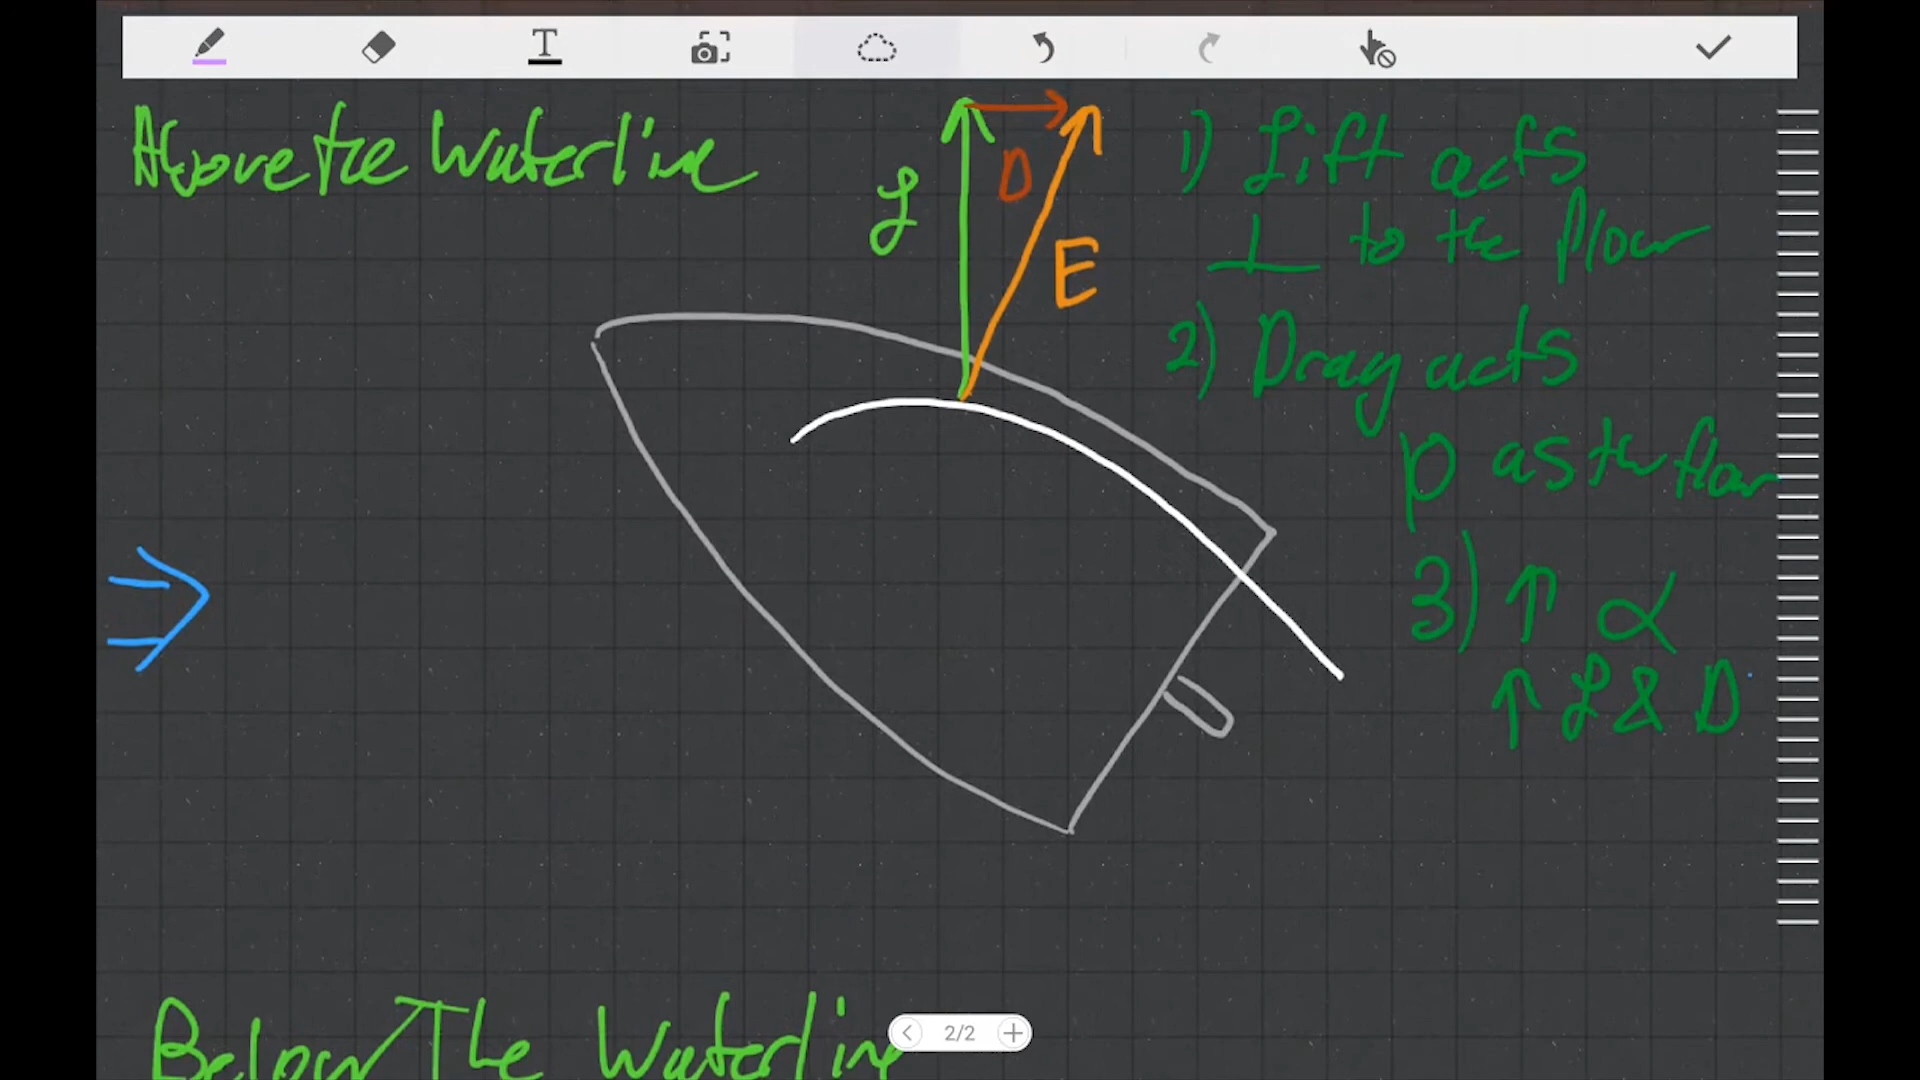 T
Above the Waterline
L
D
E
1) Lift acts
⊥ to the flow
2) Drag acts
p as the flow
3) ↑ α
↑ L & D
Below The Waterline
2/2